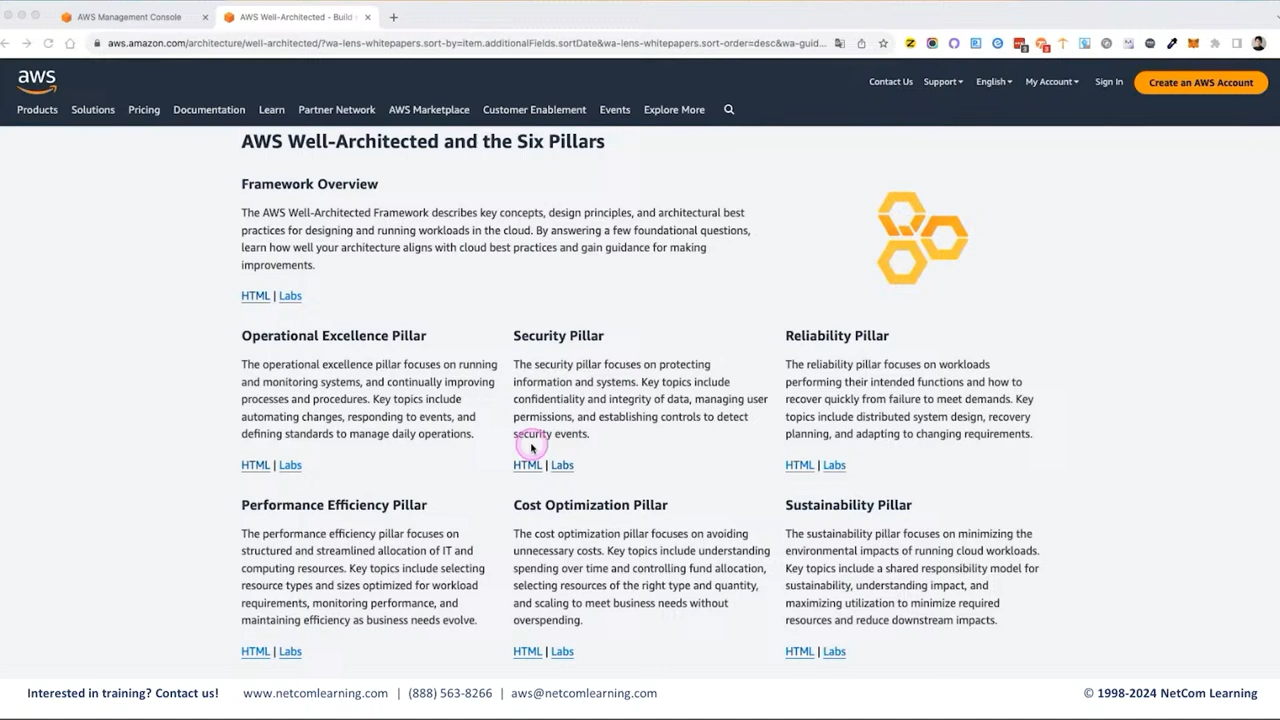 AWS Management Console
AWS Well-Architected - Build
aws.amazon.com/architecture/well-architected/?wa-lens-whitepapers.sort-by=item.additionalFields.sortDate&wa-lens-whitepapers.sort-order=desc&wa-guid...
aws
Contact Us Support English My Account Sign In Create an AWS Account
Products Solutions Pricing Documentation Learn Partner Network AWS Marketplace Customer Enablement Events Explore More
AWS Well-Architected and the Six Pillars
Framework Overview
The AWS Well-Architected Framework describes key concepts, design principles, and architectural best
practices for designing and running workloads in the cloud. By answering a few foundational questions,
learn how well your architecture aligns with cloud best practices and gain guidance for making
improvements.
HTML | Labs
Operational Excellence Pillar
The operational excellence pillar focuses on running
and monitoring systems, and continually improving
processes and procedures. Key topics include
automating changes, responding to events, and
defining standards to manage daily operations.
HTML | Labs
Security Pillar
The security pillar focuses on protecting
information and systems. Key topics include
confidentiality and integrity of data, managing user
permissions, and establishing controls to detect
security events.
HTML | Labs
Reliability Pillar
The reliability pillar focuses on workloads
performing their intended functions and how to
recover quickly from failure to meet demands. Key
topics include distributed system design, recovery
planning, and adapting to changing requirements.
HTML | Labs
Performance Efficiency Pillar
The performance efficiency pillar focuses on
structured and streamlined allocation of IT and
computing resources. Key topics include selecting
resource types and sizes optimized for workload
requirements, monitoring performance, and
maintaining efficiency as business needs evolve.
HTML | Labs
Cost Optimization Pillar
The cost optimization pillar focuses on avoiding
unnecessary costs. Key topics include understanding
spending over time and controlling fund allocation,
selecting resources of the right type and quantity,
and scaling to meet business needs without
overspending.
HTML | Labs
Sustainability Pillar
The sustainability pillar focuses on minimizing the
environmental impacts of running cloud workloads.
Key topics include a shared responsibility model for
sustainability, understanding impact, and
maximizing utilization to minimize required
resources and reduce downstream impacts.
HTML | Labs
Interested in training? Contact us! www.netcomlearning.com | (888) 563-8266 | aws@netcomlearning.com © 1998-2024 NetCom Learning